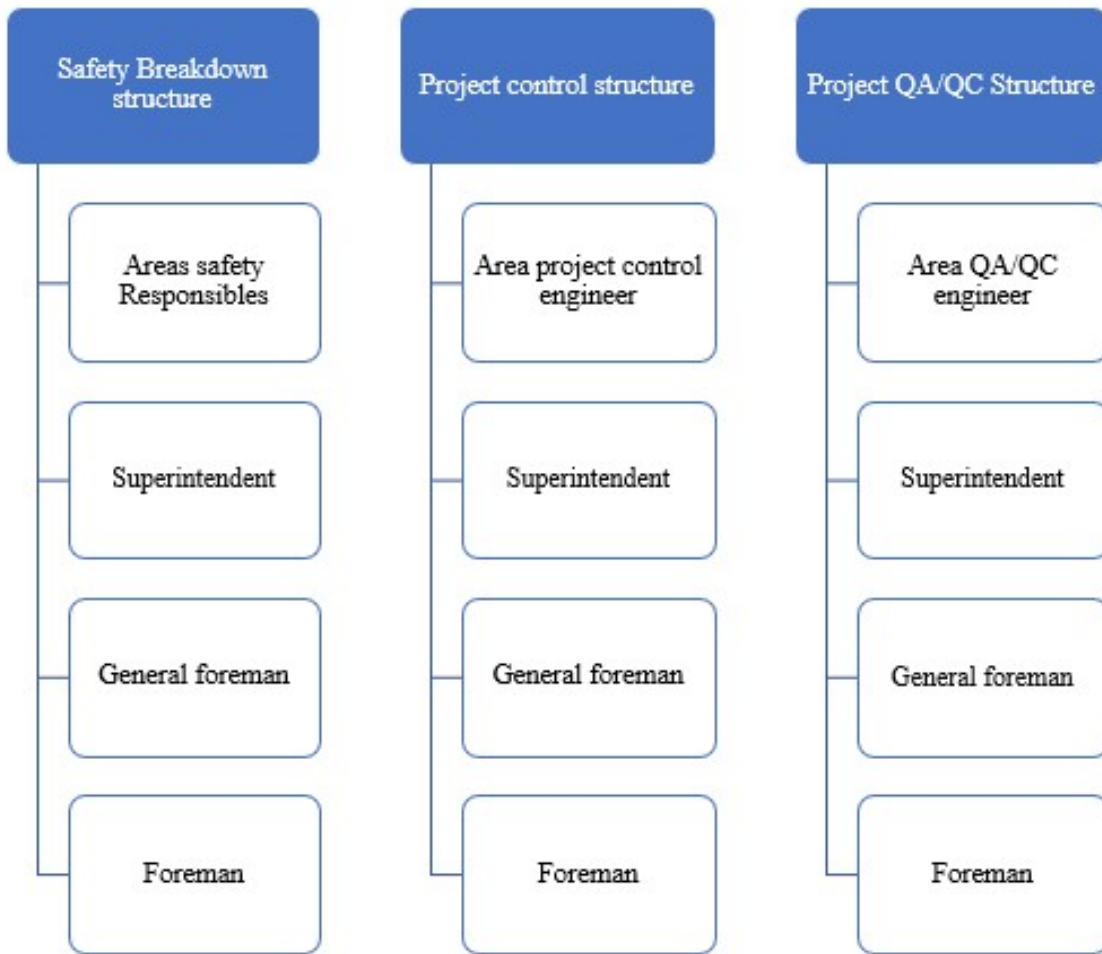 Safety Breakdown
structure
Areas safety
Responsibles
Superintendent
General foreman
Foreman
Project control structure
Area project control
engineer
Superintendent
General foreman
Foreman
Project QA/QC Structure
Area QA/QC
engineer
Superintendent
General foreman
Foreman